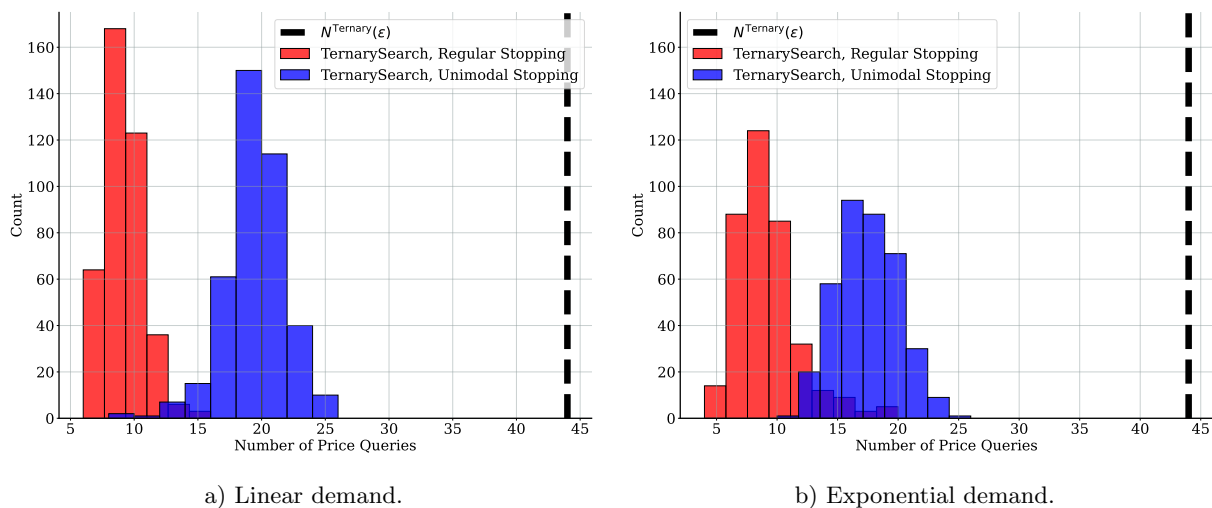 N^Ternary(ε)
TernarySearch, Regular Stopping
TernarySearch, Unimodal Stopping
160
140
120
100
80
60
40
20
0
Count
5 10 15 20 25 30 35 40 45
Number of Price Queries
a) Linear demand.
N^Ternary(ε)
TernarySearch, Regular Stopping
TernarySearch, Unimodal Stopping
160
140
120
100
80
60
40
20
0
Count
5 10 15 20 25 30 35 40 45
Number of Price Queries
b) Exponential demand.